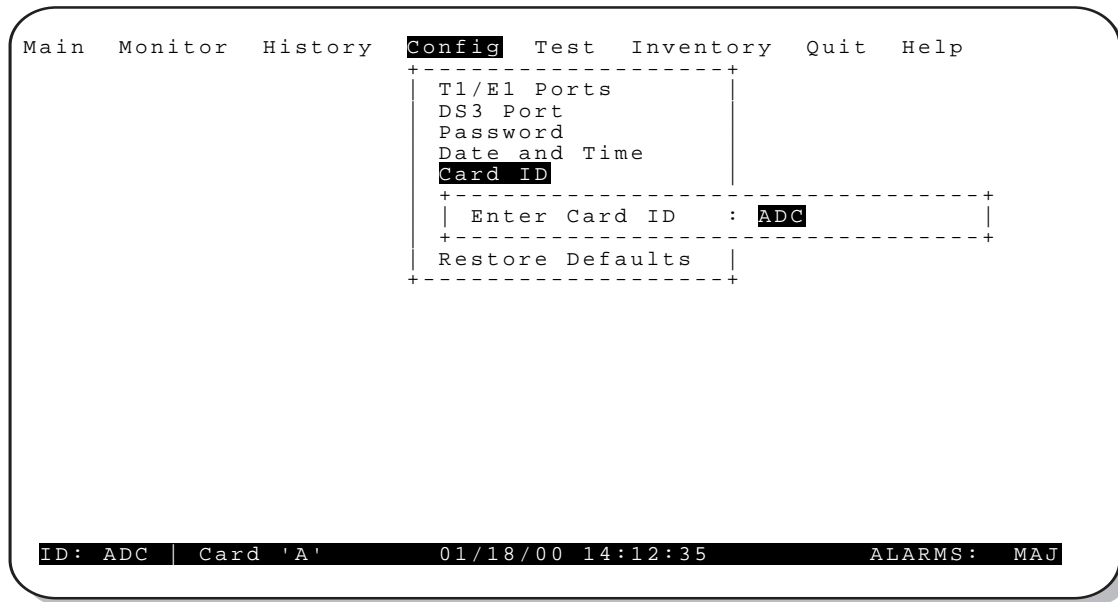 Main Monitor History Config Test Inventory Quit Help
+-------------------+
| T1/E1 Ports |
| DS3 Port |
| Password |
| Date and Time |
| Card ID |
| +---------------------------------+
| | Enter Card ID : ADC |
| +---------------------------------+
| Restore Defaults |
+-------------------+
ID: ADC | Card 'A' 01/18/00 14:12:35 ALARMS: MAJ